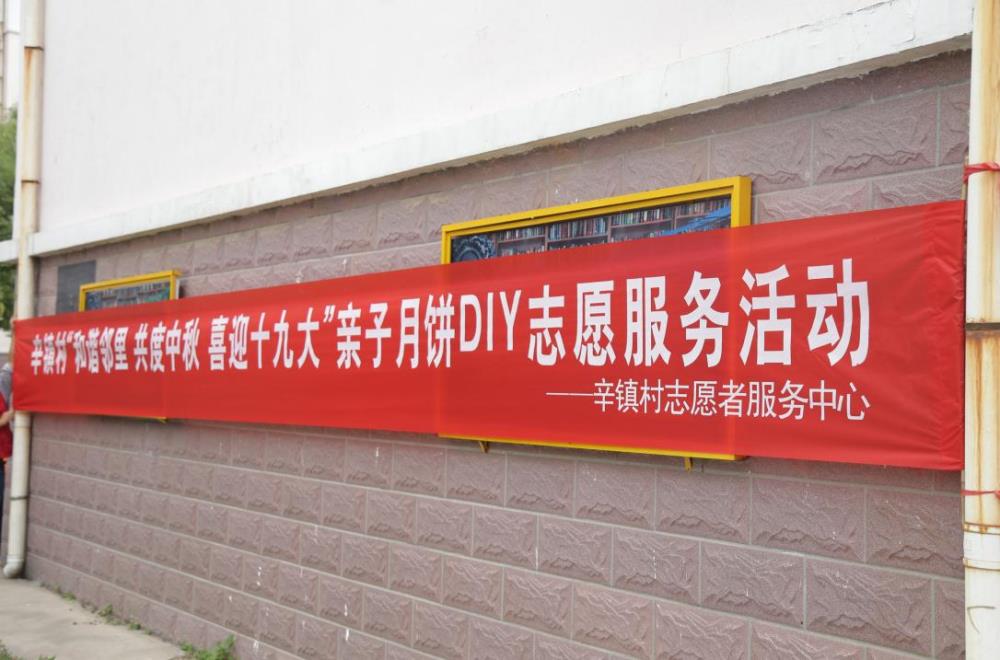 辛镇村“和谐邻里 共度中秋 喜迎十九大”亲子月饼DIY志愿服务活动
——辛镇村志愿者服务中心